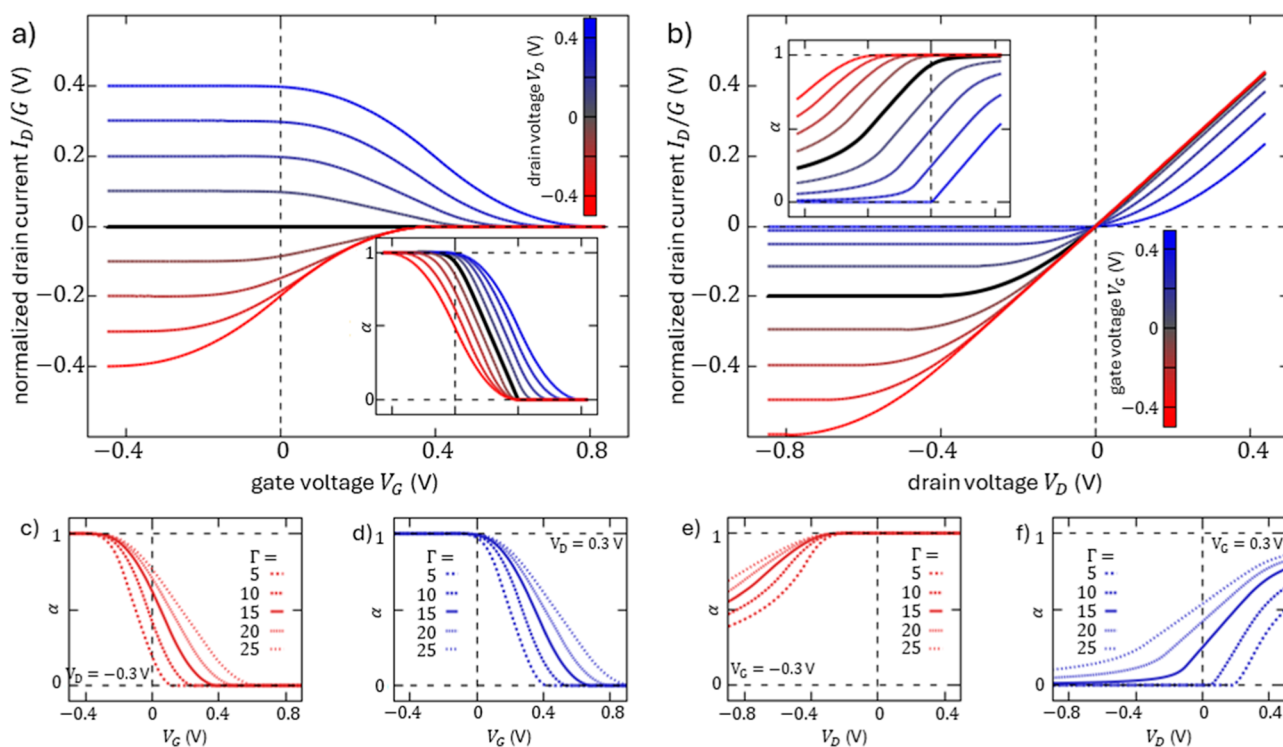 a)
normalized drain current I_D/G (V)
0.4
0.2
0
−0.2
−0.4
−0.4
0
0.4
0.8
gate voltage V_G (V)
drain voltage V_D (V)
0.4
0
−0.4
α
1
0
b)
normalized drain current I_D/G (V)
0.4
0.2
0
−0.2
−0.4
−0.8
−0.4
0
0.4
drain voltage V_D (V)
gate voltage V_G (V)
0.4
0
−0.4
α
1
0
c)
α
1
0
Γ =
5
10
15
20
25
V_D = −0.3 V
−0.4
0
0.4
0.8
V_G (V)
d)
α
1
0
V_D = 0.3 V
Γ =
5
10
15
20
25
−0.4
0
0.4
0.8
V_G (V)
e)
α
1
0
Γ =
5
10
15
20
25
V_G = −0.3 V
−0.8
−0.4
0
0.4
V_D (V)
f)
α
1
0
V_G = 0.3 V
Γ =
5
10
15
20
25
−0.8
−0.4
0
0.4
V_D (V)